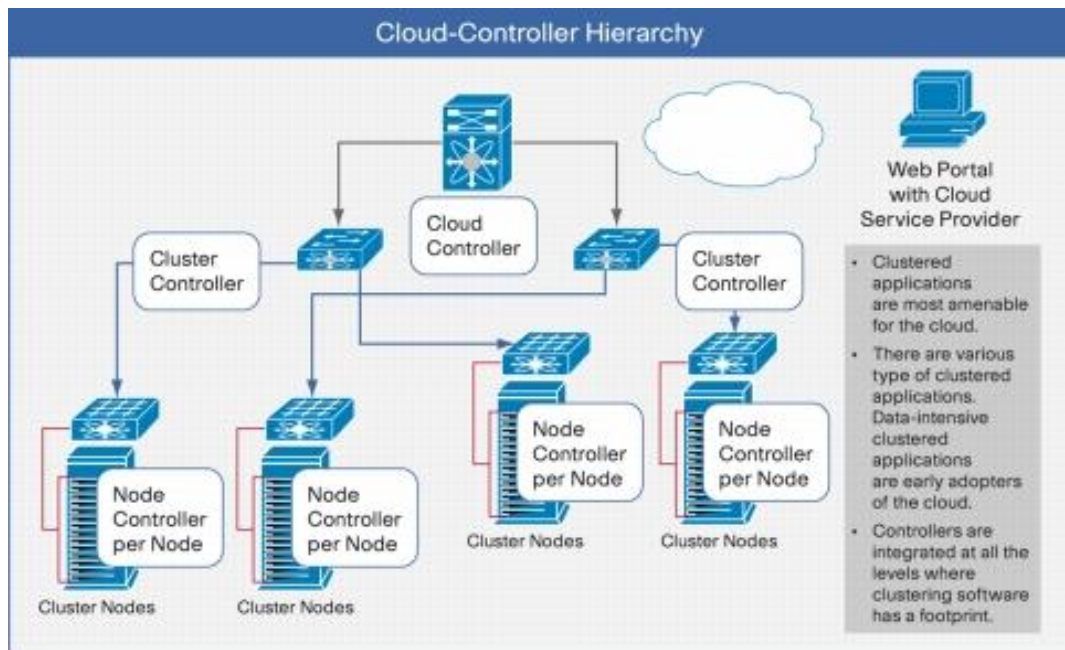 Cloud-Controller Hierarchy
Cloud
Controller
Cluster
Controller
Cluster
Controller
Web Portal
with Cloud
Service Provider
Node
Controller
per Node
Cluster Nodes
Node
Controller
per Node
Cluster Nodes
Node
Controller
per Node
Cluster Nodes
Node
Controller
per Node
Cluster Nodes
• Clustered
applications
are most amenable
for the cloud.
• There are various
type of clustered
applications.
Data-intensive
clustered
applications
are early adopters
of the cloud.
• Controllers are
integrated at all the
levels where
clustering software
has a footprint.